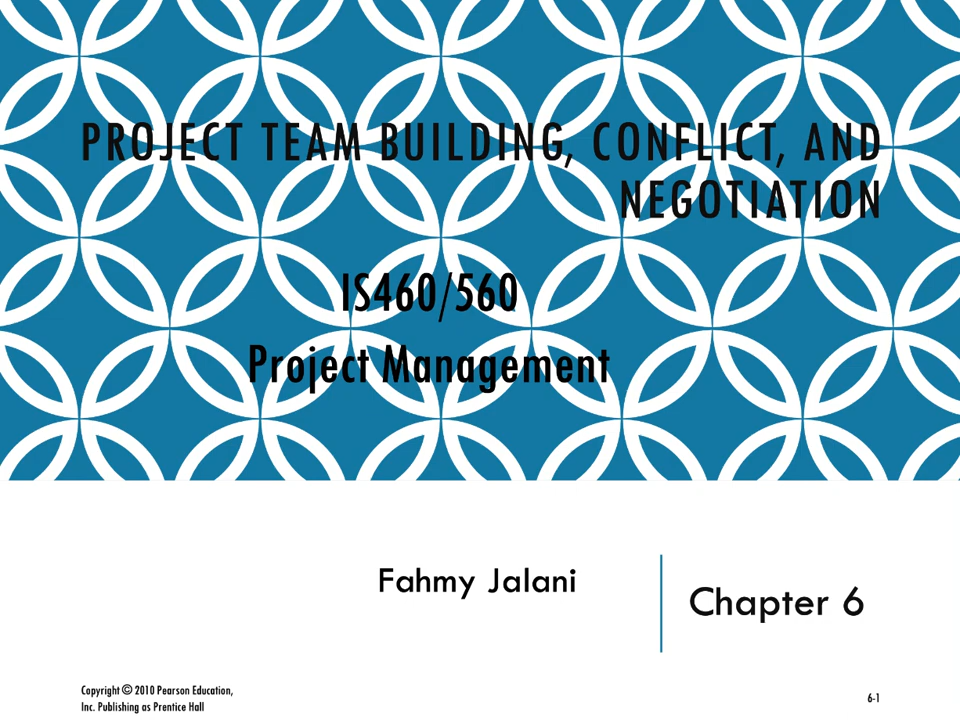 PROJECT TEAM BUILDING, CONFLICT, AND
NEGOTIATION
IS460/560
Project Management
Fahmy Jalani
Chapter 6
Copyright © 2010 Pearson Education,
Inc. Publishing as Prentice Hall
6-1